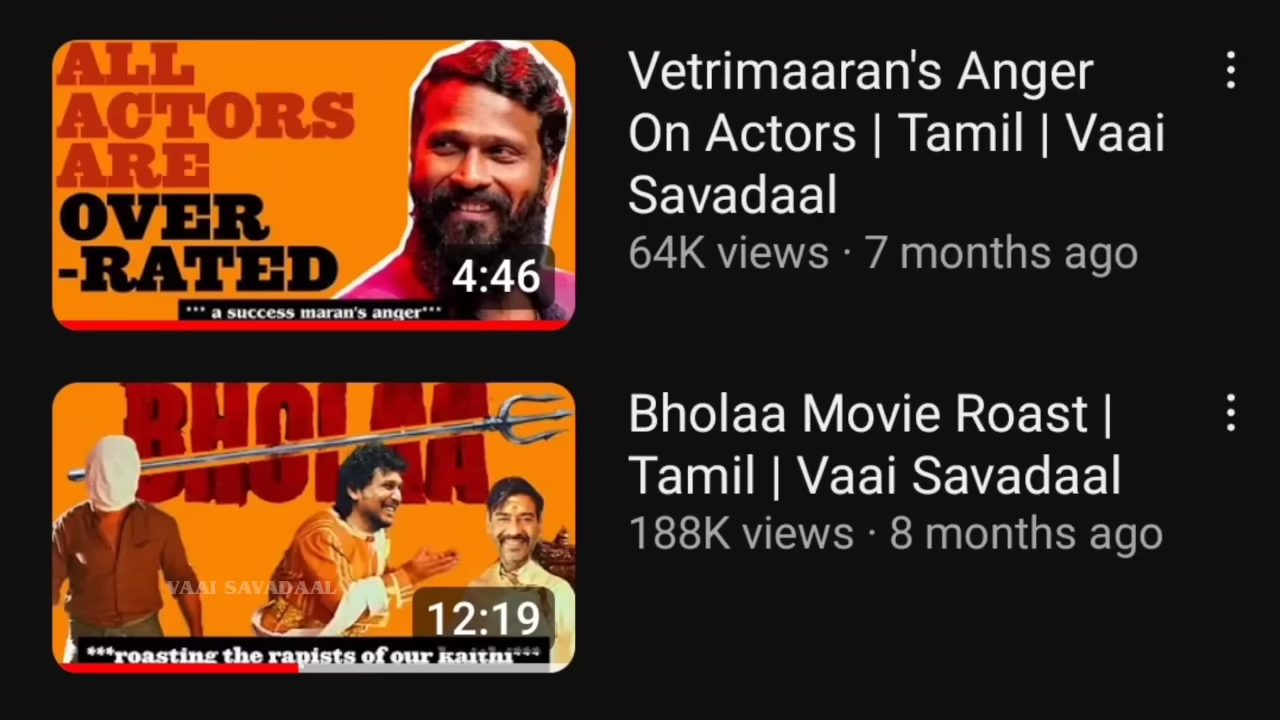 ALL
ACTORS
ARE
OVER
-RATED
4:46
*** a success maran's anger***
Vetrimaaran's Anger
On Actors | Tamil | Vaai
Savadaal
64K views · 7 months ago
BHOLAA
VAAI SAVADAAL
12:19
***roasting the rapists of our kaithi***
Bholaa Movie Roast |
Tamil | Vaai Savadaal
188K views · 8 months ago